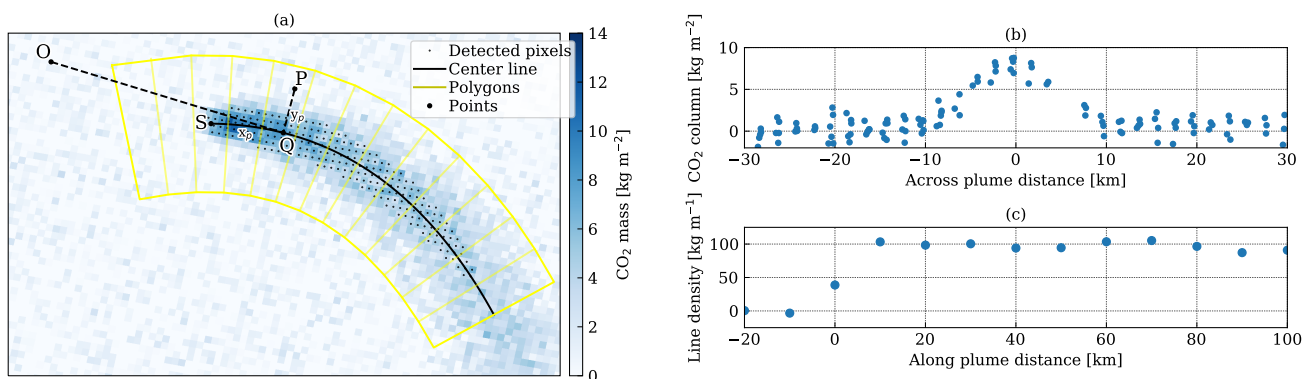 (a)
O
P
S
x_p
y_p
Q
Detected pixels
Center line
Polygons
Points
14
12
10
8
6
4
2
0
CO₂ mass [kg m⁻²]
(b)
10
5
0
−30
−20
−10
0
10
20
30
CO₂ column [kg m⁻²]
Across plume distance [km]
(c)
100
50
0
−20
0
20
40
60
80
100
Line density [kg m⁻¹]
Along plume distance [km]